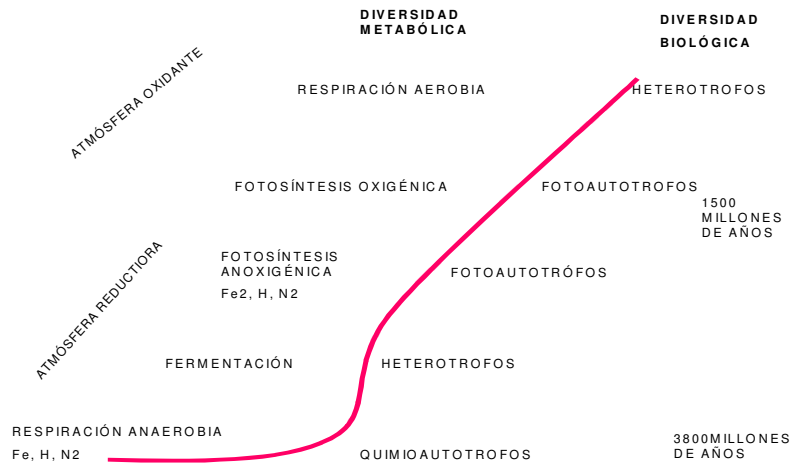 DIVERSIDAD
METABÓLICA
DIVERSIDAD
BIOLÓGICA
ATMÓSFERA OXIDANTE
RESPIRACIÓN AEROBIA
HETEROTROFOS
FOTOSÍNTESIS OXIGÉNICA
FOTOAUTOTROFOS
1500
MILLONES
DE AÑOS
ATMÓSFERA REDUCTIORA
FOTOSÍNTESIS
ANOXIGÉNICA
Fe2, H, N2
FOTOAUTOTRÓFOS
FERMENTACIÓN
HETEROTROFOS
RESPIRACIÓN ANAEROBIA
Fe, H, N2
QUIMIOAUTOTROFOS
3800MILLONES
DE AÑOS